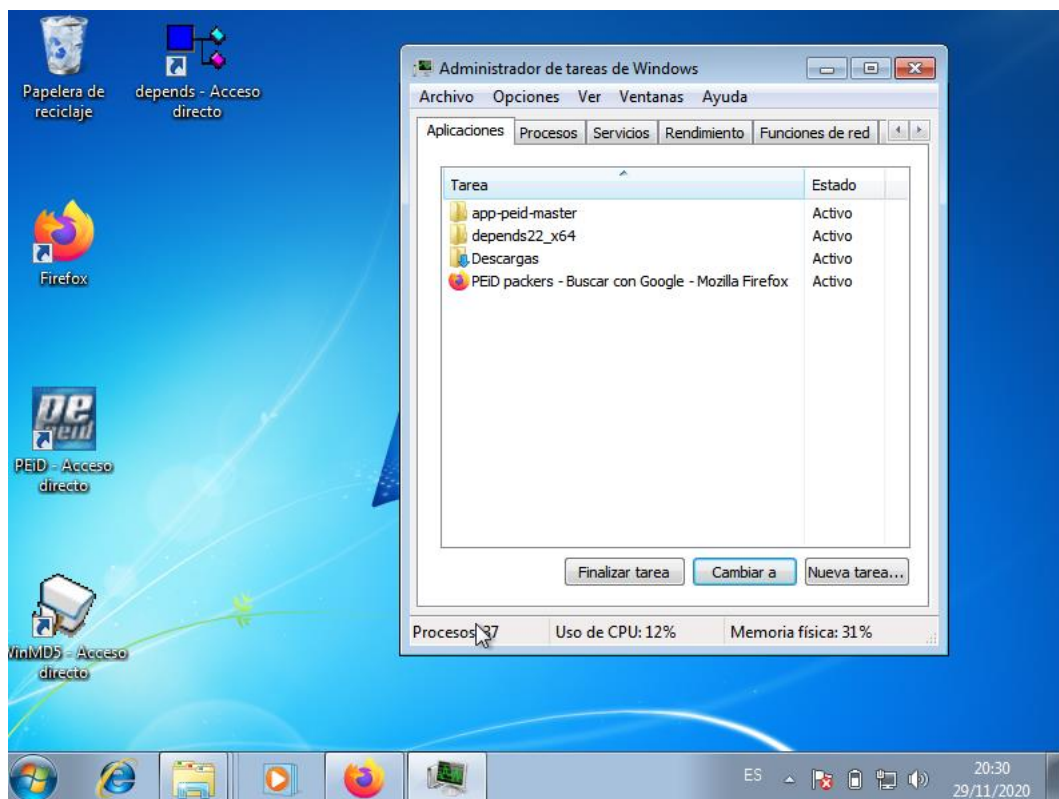 Papelera de
reciclaje
depends - Acceso
directo
Firefox
PE
PEiD
PEiD - Acceso
directo
WinMD5 - Acceso
directo
Administrador de tareas de Windows
Archivo Opciones Ver Ventanas Ayuda
Aplicaciones Procesos Servicios Rendimiento Funciones de red
Tarea Estado
app-peid-master Activo
depends22_x64 Activo
Descargas Activo
PEiD packers - Buscar con Google - Mozilla Firefox Activo
Finalizar tarea Cambiar a Nueva tarea...
Procesos: 37 Uso de CPU: 12% Memoria física: 31%
ES 20:30
29/11/2020